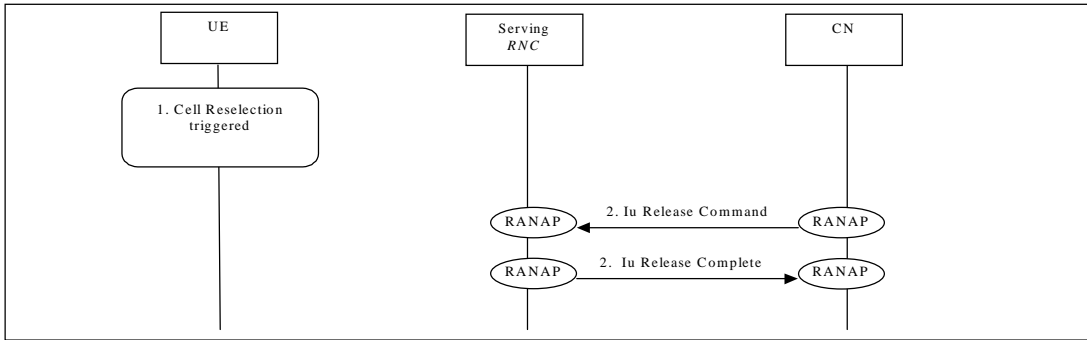 UE
Serving
RNC
CN
1. Cell Reselection
triggered
2. Iu Release Command
RANAP
RANAP
2. Iu Release Complete
RANAP
RANAP